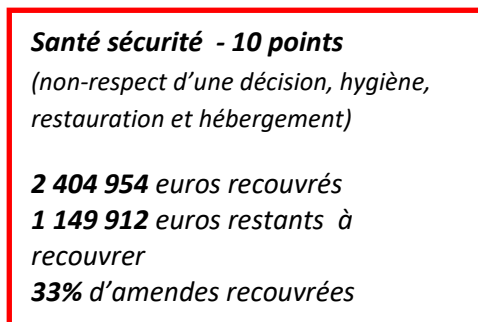 Santé sécurité - 10 points
(non-respect d’une décision, hygiène,
restauration et hébergement)
2 404 954 euros recouvrés
1 149 912 euros restants à
recouvrer
33% d’amendes recouvrées